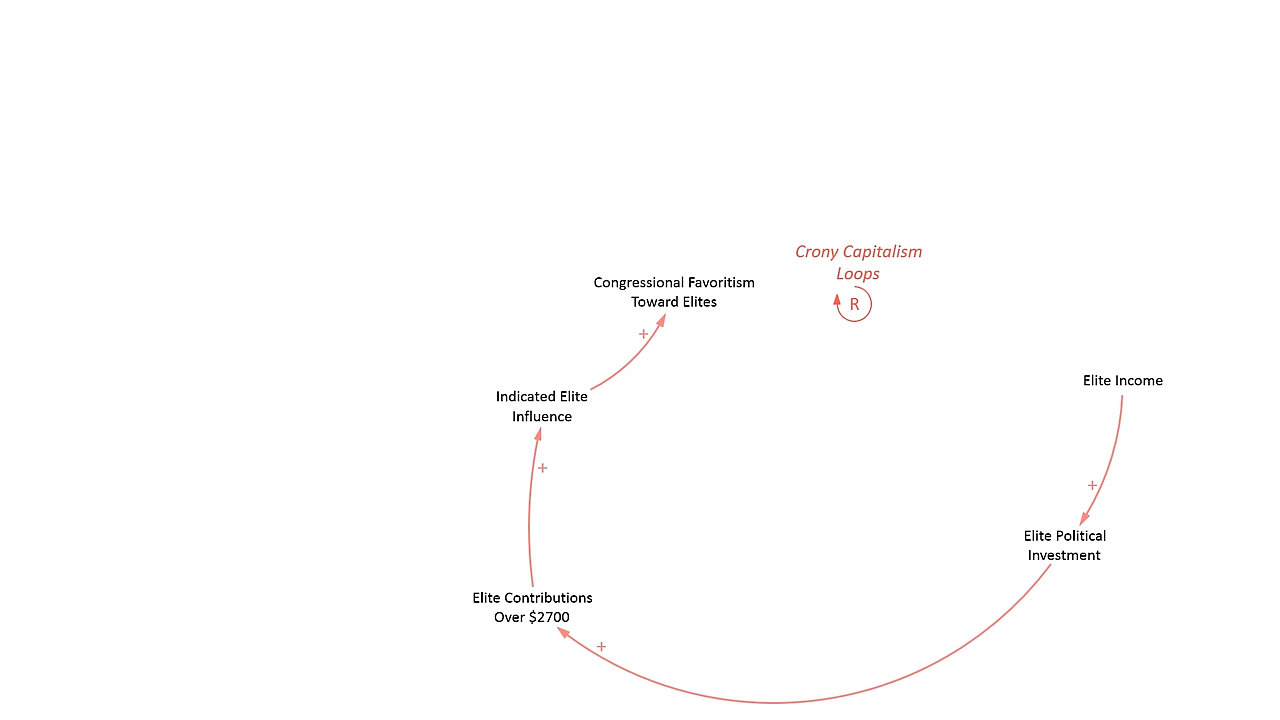 Crony Capitalism
Loops
R
Congressional Favoritism
Toward Elites
+
Indicated Elite
Influence
+
Elite Contributions
Over $2700
+
Elite Income
+
Elite Political
Investment